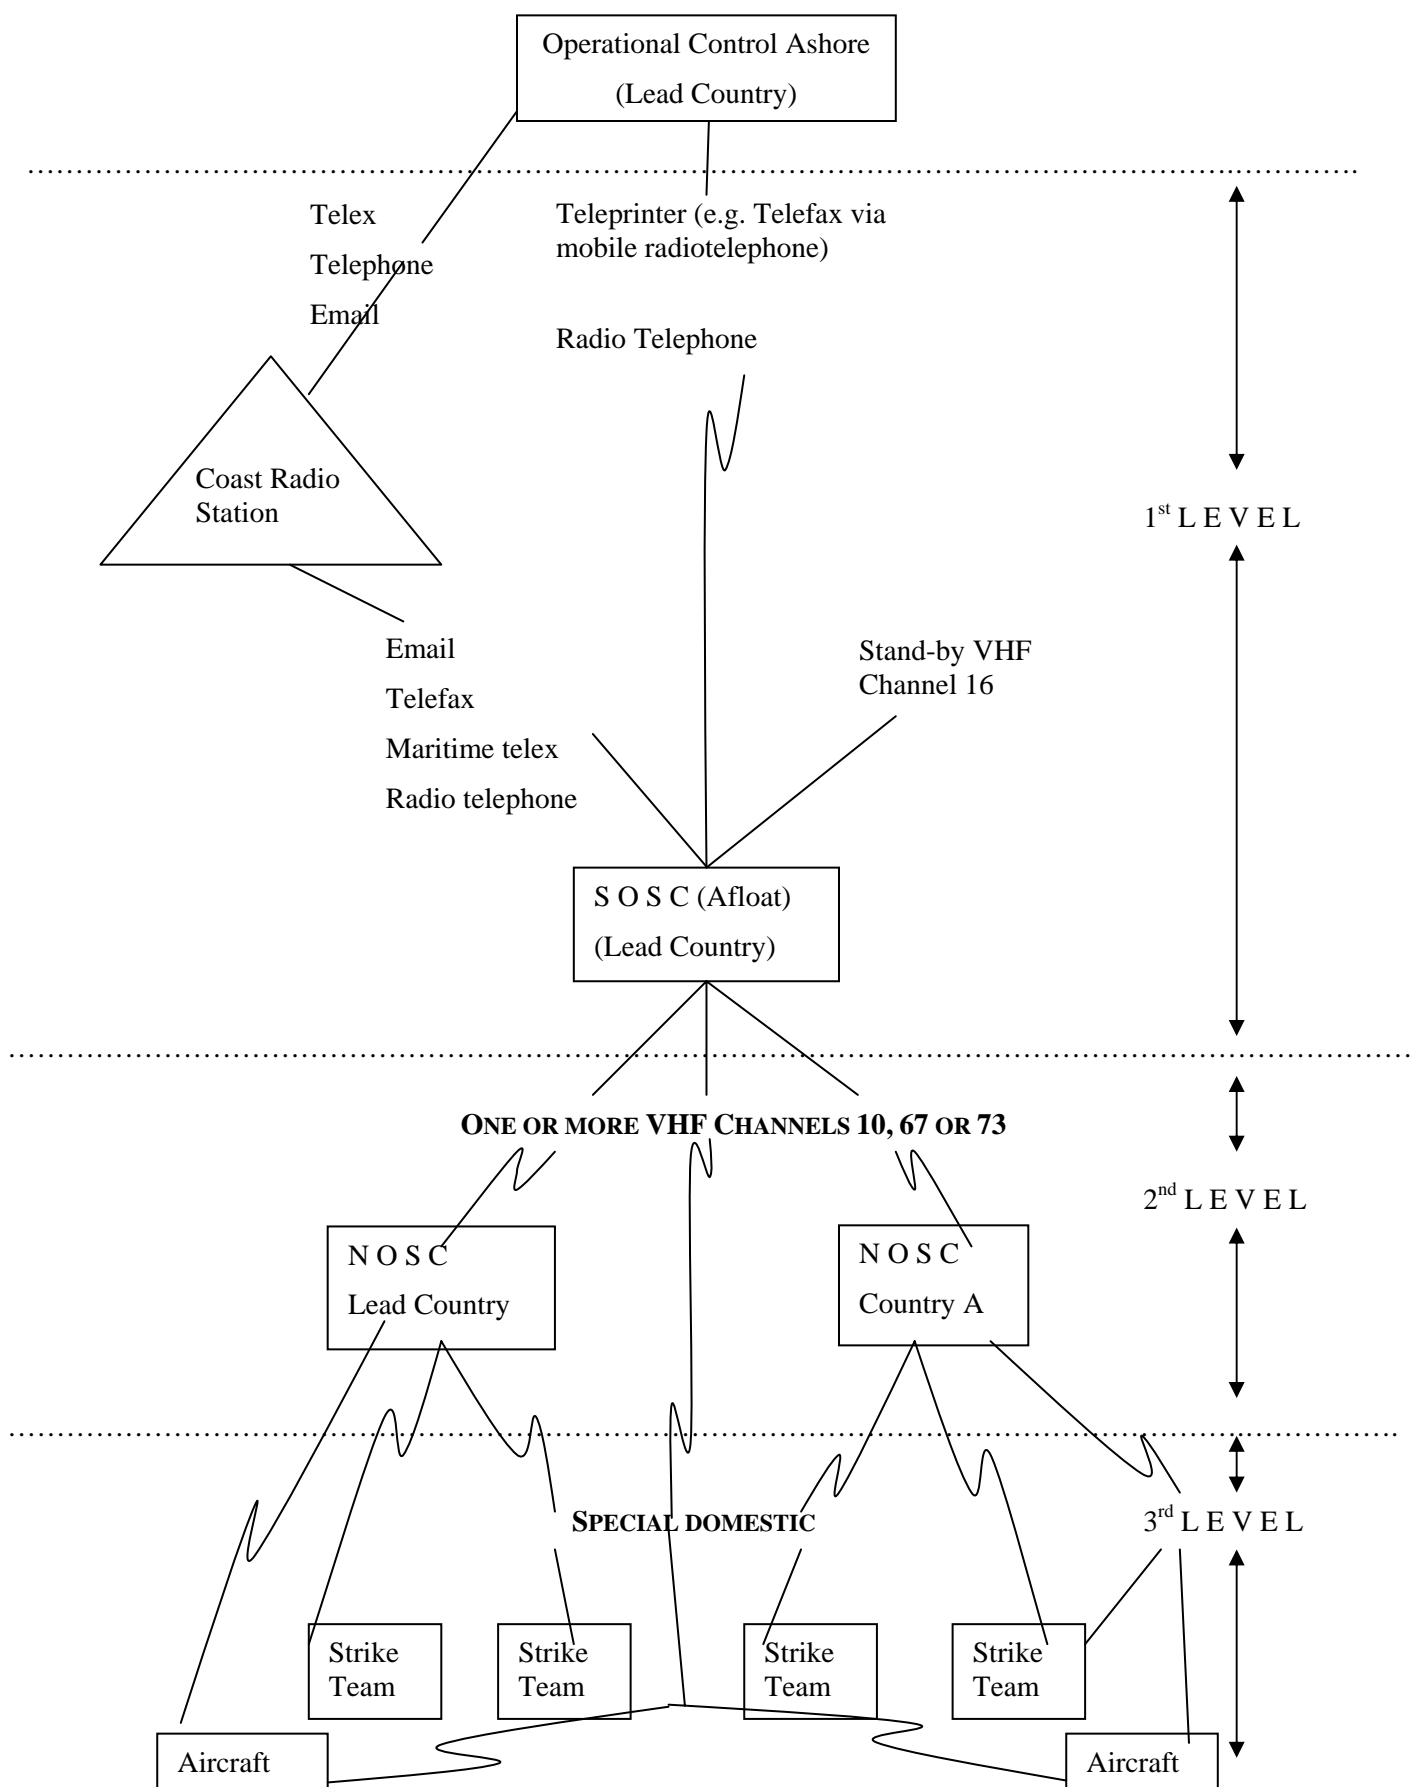 Operational Control Ashore
(Lead Country)
Telex
Telephone
Email
Teleprinter (e.g. Telefax via
mobile radiotelephone)
Radio Telephone
Coast Radio
Station
1st L E V E L
Email
Telefax
Maritime telex
Radio telephone
Stand-by VHF
Channel 16
S O S C (Afloat)
(Lead Country)
ONE OR MORE VHF CHANNELS 10, 67 OR 73
2nd L E V E L
N O S C
Lead Country
N O S C
Country A
SPECIAL DOMESTIC
3rd L E V E L
Strike
Team
Strike
Team
Strike
Team
Strike
Team
Aircraft
Aircraft